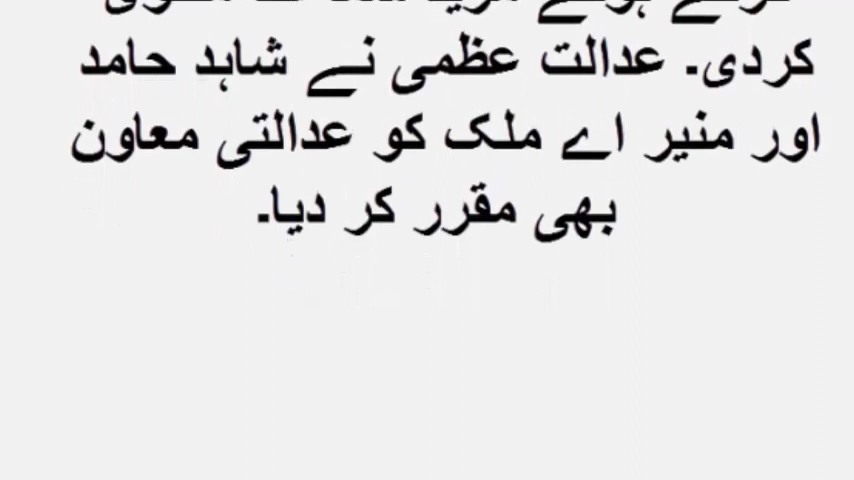 کردی۔ عدالت عظمی نے شاہد حامد
اور منیر اے ملک کو عدالتی معاون
بھی مقرر کر دیا۔